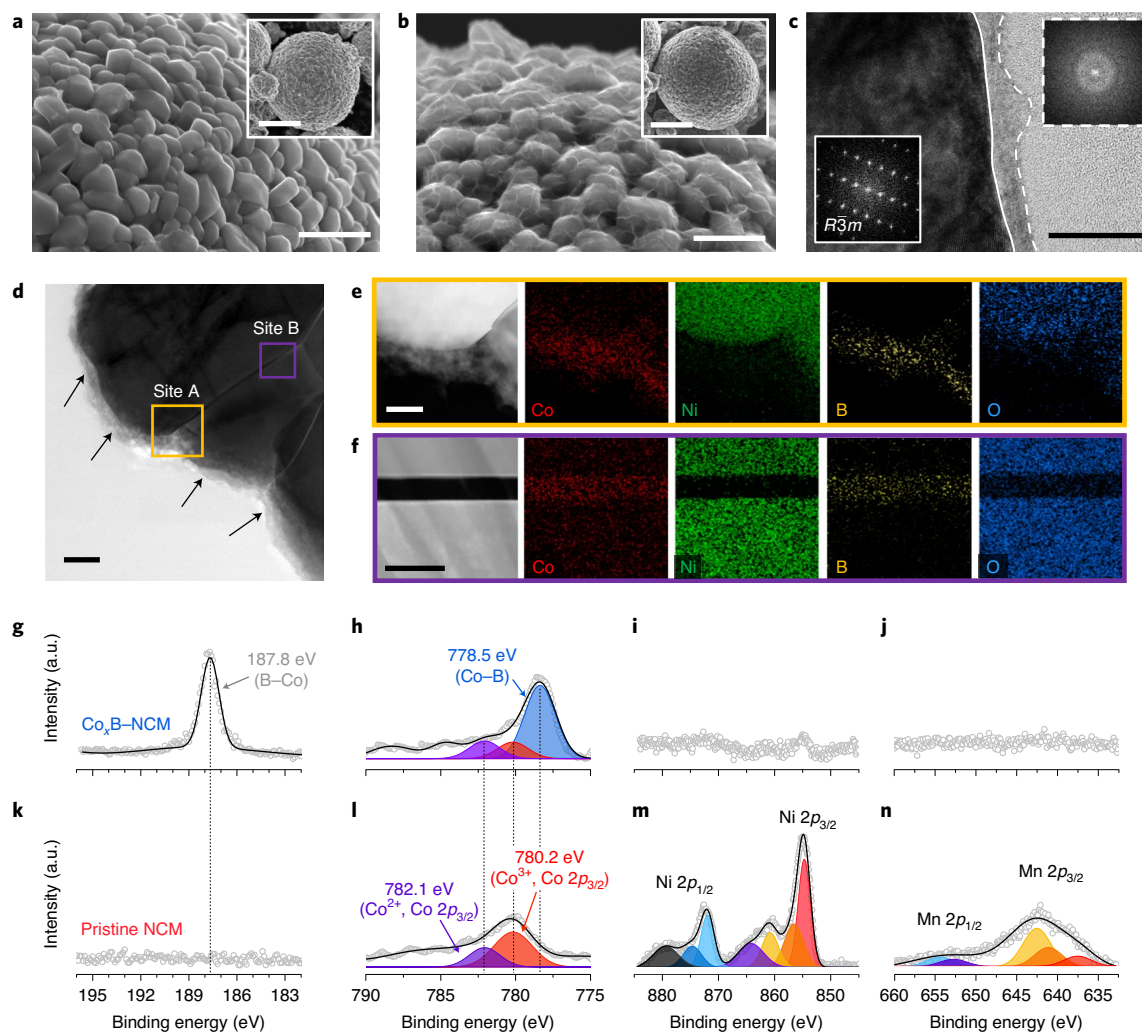 a
b
c
R3̅m
d
Site B
Site A
e
Co
Ni
B
O
f
Co
Ni
B
O
g
187.8 eV
(B–Co)
CoₓB–NCM
Intensity (a.u.)
h
778.5 eV
(Co–B)
i
j
k
Pristine NCM
Intensity (a.u.)
195 192 189 186 183
Binding energy (eV)
l
780.2 eV
(Co³⁺, Co 2p₃/₂)
782.1 eV
(Co²⁺, Co 2p₃/₂)
790 785 780 775
Binding energy (eV)
m
Ni 2p₃/₂
Ni 2p₁/₂
880 870 860 850
Binding energy (eV)
n
Mn 2p₃/₂
Mn 2p₁/₂
660 655 650 645 640 635
Binding energy (eV)